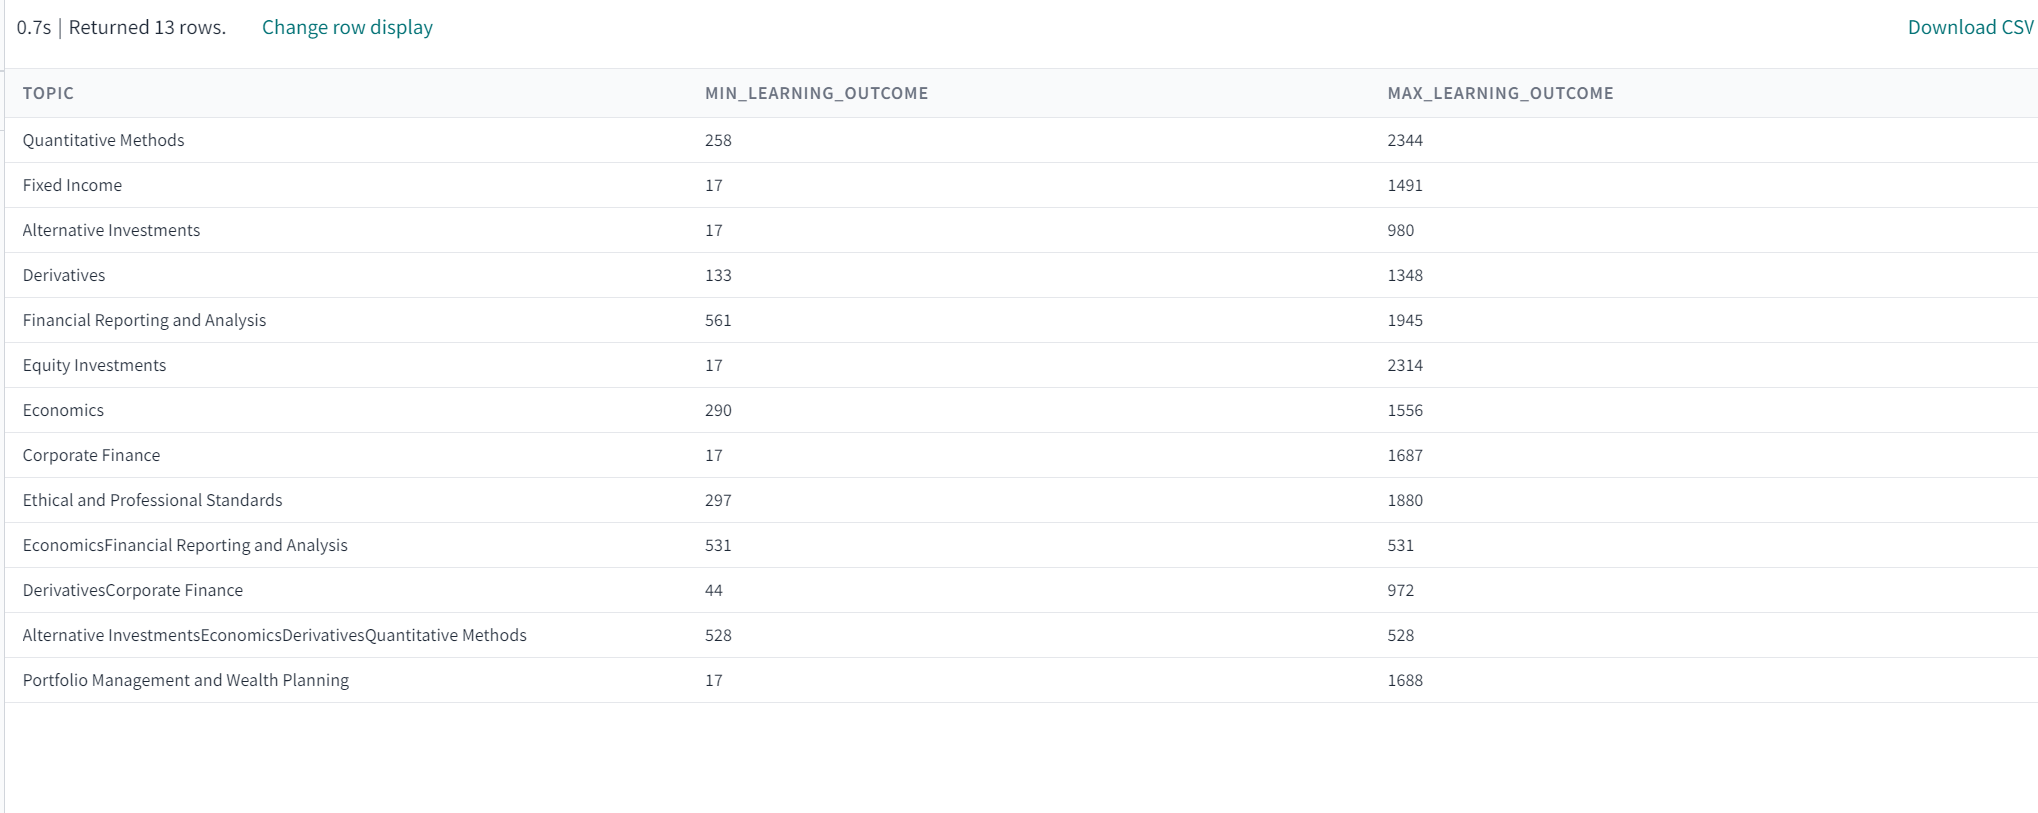 0.7s | Returned 13 rows. Change row display Download CSV
TOPIC MIN_LEARNING_OUTCOME MAX_LEARNING_OUTCOME
Quantitative Methods 258 2344
Fixed Income 17 1491
Alternative Investments 17 980
Derivatives 133 1348
Financial Reporting and Analysis 561 1945
Equity Investments 17 2314
Economics 290 1556
Corporate Finance 17 1687
Ethical and Professional Standards 297 1880
EconomicsFinancial Reporting and Analysis 531 531
DerivativesCorporate Finance 44 972
Alternative InvestmentsEconomicsDerivativesQuantitative Methods 528 528
Portfolio Management and Wealth Planning 17 1688